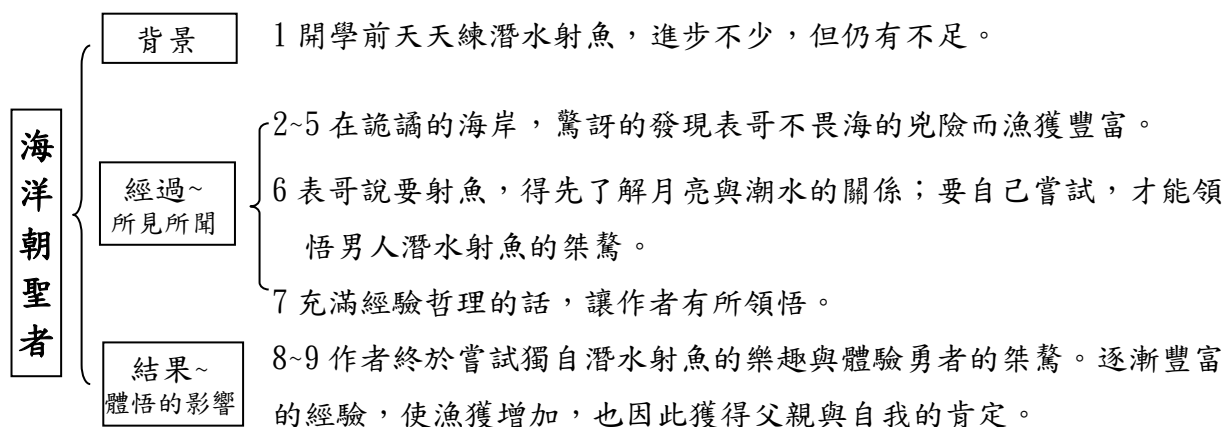 海洋朝聖者
背景
1 開學前天天練潛水射魚，進步不少，但仍有不足。
經過~
所見所聞
2~5 在詭譎的海岸，驚訝的發現表哥不畏海的兇險而漁獲豐富。
6 表哥說要射魚，得先了解月亮與潮水的關係；要自己嘗試，才能領
悟男人潛水射魚的桀驁。
7 充滿經驗哲理的話，讓作者有所領悟。
結果~
體悟的影響
8~9 作者終於嘗試獨自潛水射魚的樂趣與體驗勇者的桀驁。逐漸豐富
的經驗，使漁獲增加，也因此獲得父親與自我的肯定。